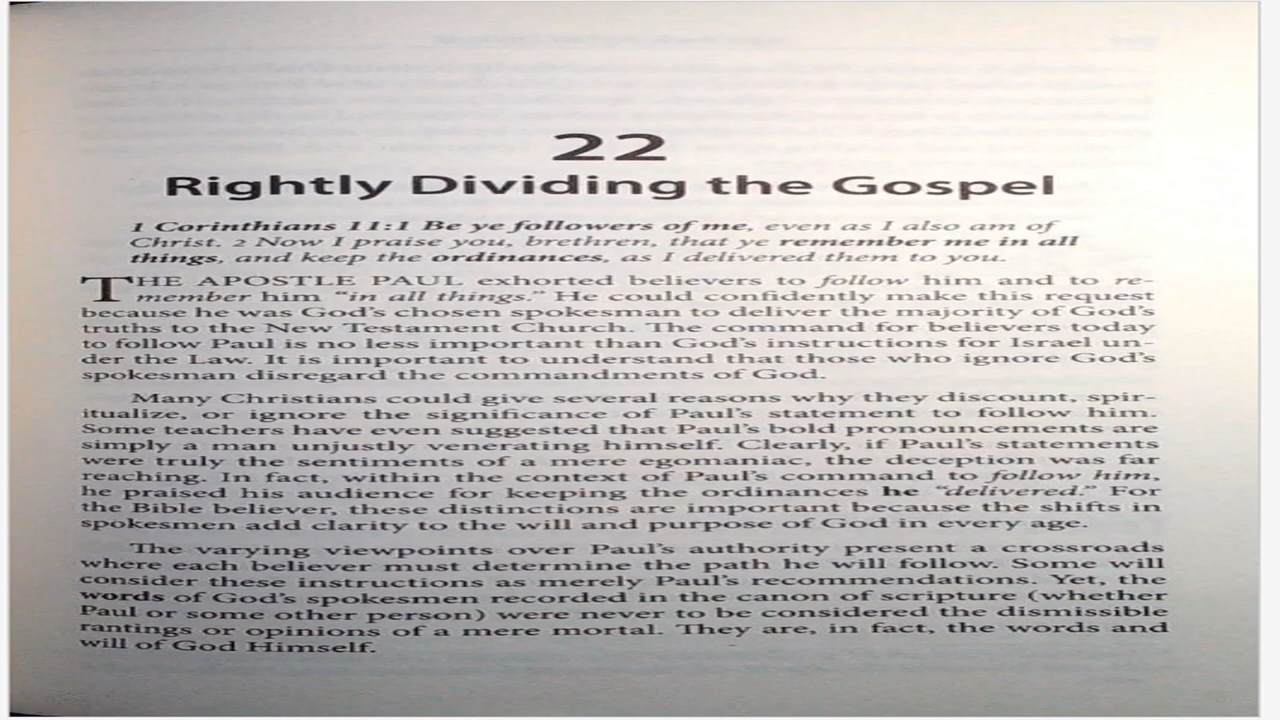 22
Rightly Dividing the Gospel
1 Corinthians 11:1 Be ye followers of me, even as I also am of
Christ. 2 Now I praise you, brethren, that ye remember me in all
things, and keep the ordinances, as I delivered them to you.
THE APOSTLE PAUL exhorted believers to follow him and to re-
member him “in all things.” He could confidently make this request
because he was God’s chosen spokesman to deliver the majority of God’s
truths to the New Testament Church. The command for believers today
to follow Paul is no less important than God’s instructions for Israel un-
der the Law. It is important to understand that those who ignore God’s
spokesman disregard the commandments of God.
Many Christians could give several reasons why they discount, spir-
itualize, or ignore the significance of Paul’s statement to follow him.
Some teachers have even suggested that Paul’s bold pronouncements are
simply a man unjustly venerating himself. Clearly, if Paul’s statements
were truly the sentiments of a mere egomaniac, the deception was far
reaching. In fact, within the context of Paul’s command to follow him,
he praised his audience for keeping the ordinances he “delivered.” For
the Bible believer, these distinctions are important because the shifts in
spokesmen add clarity to the will and purpose of God in every age.
The varying viewpoints over Paul’s authority present a crossroads
where each believer must determine the path he will follow. Some will
consider these instructions as merely Paul’s recommendations. Yet, the
words of God’s spokesmen recorded in the canon of scripture (whether
Paul or some other person) were never to be considered the dismissible
rantings or opinions of a mere mortal. They are, in fact, the words and
will of God Himself.